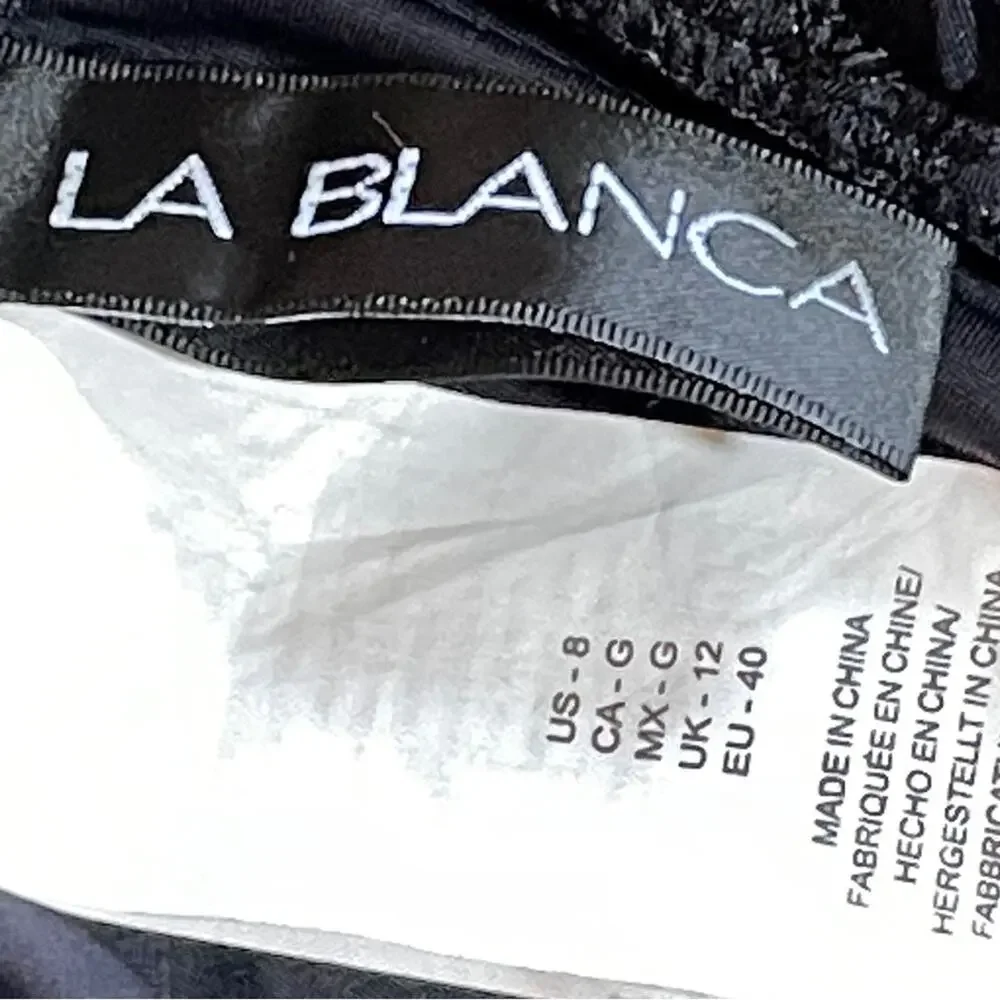 LA BLANCA
US - 8
CA - G
MX - G
UK - 12
EU - 40
MADE IN CHINA
FABRIQUÉE EN CHINE/
HECHO EN CHINA/
HERGESTELLT IN CHINA